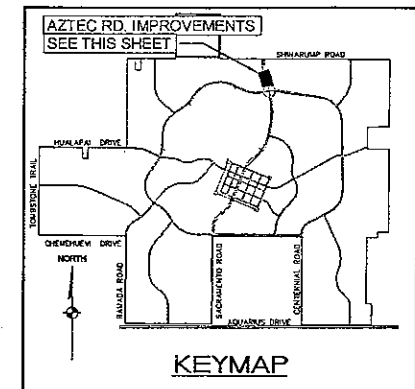 AZTEC RD. IMPROVEMENTS
SEE THIS SHEET
SHINARUMP ROAD
HUALAPAI DRIVE
TOMBSTONE TRAIL
CHEMEHUEVI DRIVE
NORTH
RAMADA ROAD
SACRAMENTO ROAD
CENTENNIAL ROAD
AQUARIUS DRIVE
KEYMAP